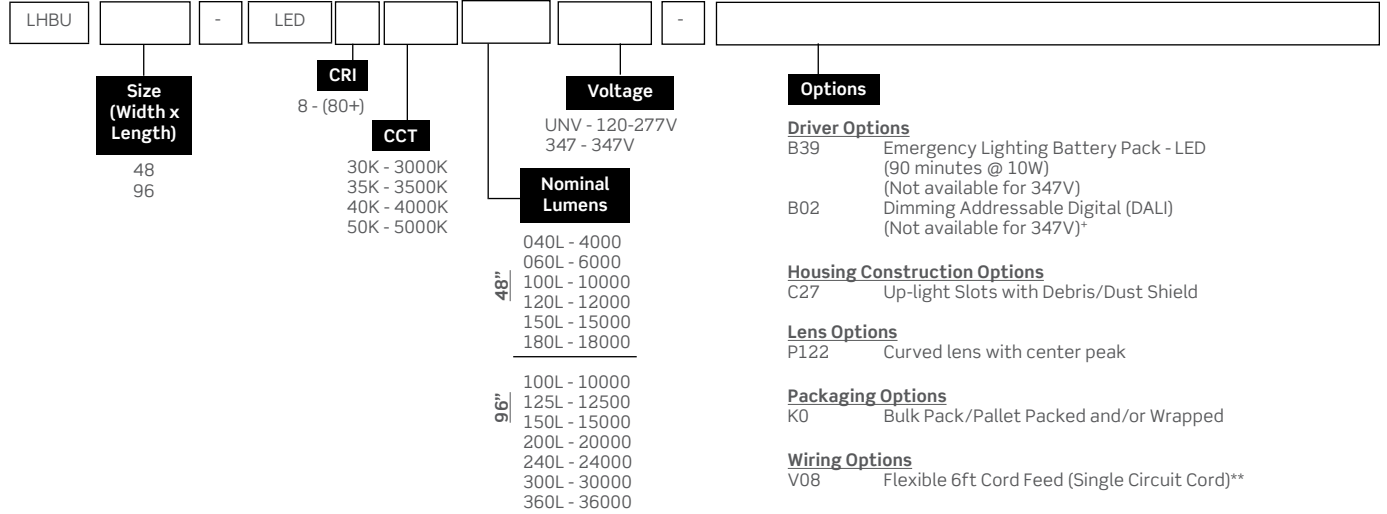 LHBU - LED -
Size
(Width x
Length)
48
96
CRI
8 - (80+)
CCT
30K - 3000K
35K - 3500K
40K - 4000K
50K - 5000K
Nominal
Lumens
48”
040L - 4000
060L - 6000
100L - 10000
120L - 12000
150L - 15000
180L - 18000
96”
100L - 10000
125L - 12500
150L - 15000
200L - 20000
240L - 24000
300L - 30000
360L - 36000
Voltage
UNV - 120-277V
347 - 347V
Options
Driver Options
B39 Emergency Lighting Battery Pack - LED
(90 minutes @ 10W)
(Not available for 347V)
B02 Dimming Addressable Digital (DALI)
(Not available for 347V)⁺
Housing Construction Options
C27 Up-light Slots with Debris/Dust Shield
Lens Options
P122 Curved lens with center peak
Packaging Options
K0 Bulk Pack/Pallet Packed and/or Wrapped
Wiring Options
V08 Flexible 6ft Cord Feed (Single Circuit Cord)**